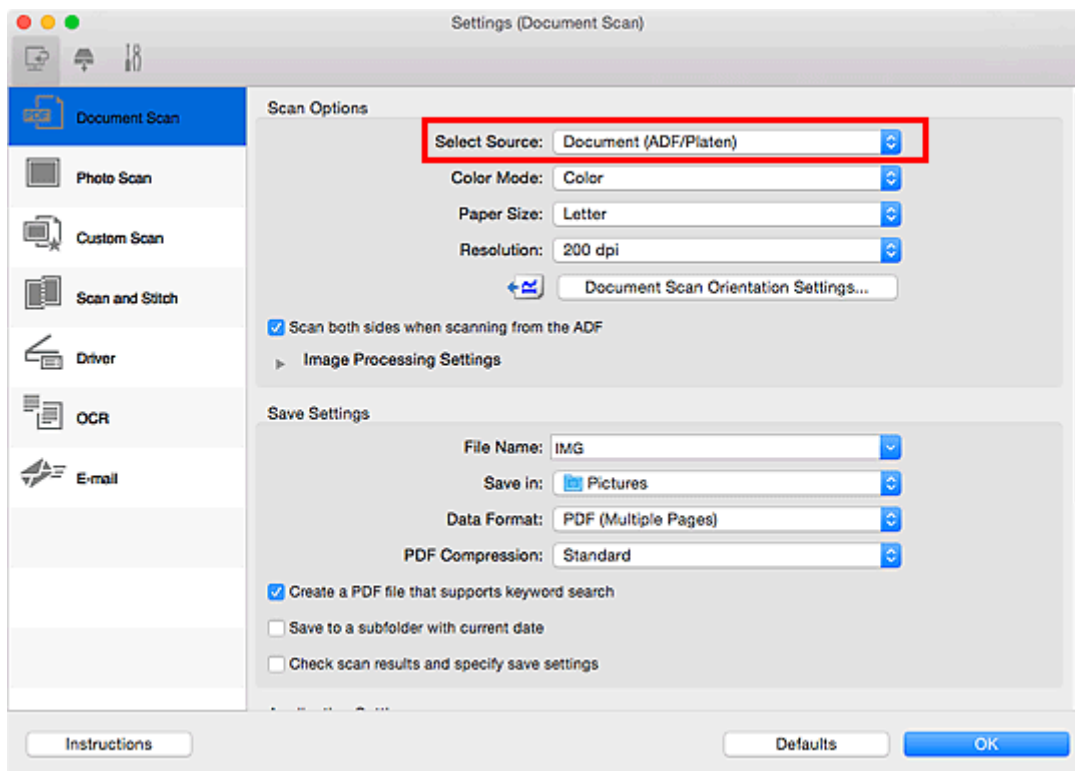 Settings (Document Scan)
PDF
Document Scan
Photo Scan
Custom Scan
Scan and Stitch
Driver
OCR
E-mail
Scan Options
Select Source: Document (ADF/Platen)
Color Mode: Color
Paper Size: Letter
Resolution: 200 dpi
Document Scan Orientation Settings...
Scan both sides when scanning from the ADF
Image Processing Settings
Save Settings
File Name: IMG
Save in: Pictures
Data Format: PDF (Multiple Pages)
PDF Compression: Standard
Create a PDF file that supports keyword search
Save to a subfolder with current date
Check scan results and specify save settings
Instructions
Defaults
OK